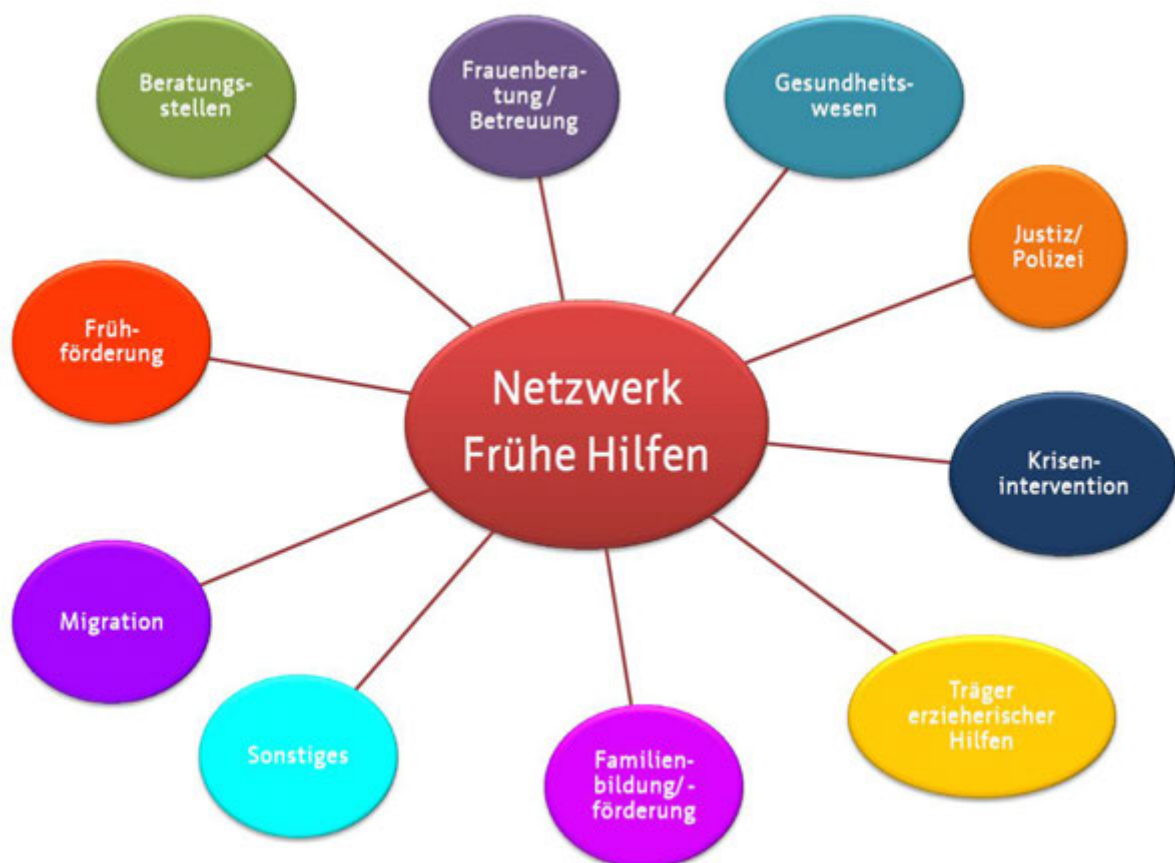 Beratungs-
stellen
Frauenbera-
tung /
Betreuung
Gesundheits-
wesen
Justiz/
Polizei
Früh-
förderung
Netzwerk
Frühe Hilfen
Krisen-
intervention
Migration
Sonstiges
Familien-
bildung/-
förderung
Träger
erzieherischer
Hilfen